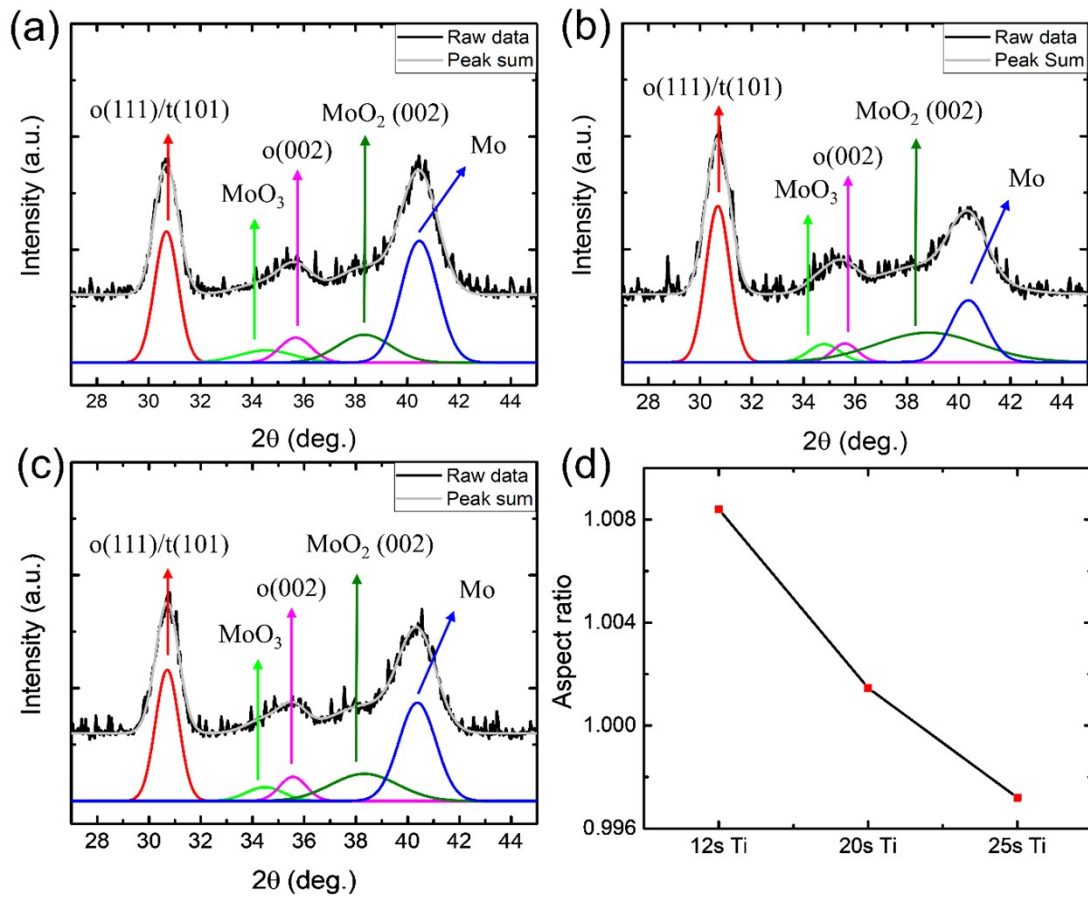 (a)
Raw data
Peak sum
o(111)/t(101)
MoO₃
o(002)
MoO₂ (002)
Mo
Intensity (a.u.)
28 30 32 34 36 38 40 42 44
2θ (deg.)
(b)
Raw data
Peak Sum
o(111)/t(101)
MoO₃
o(002)
MoO₂ (002)
Mo
Intensity (a.u.)
28 30 32 34 36 38 40 42 44
2θ (deg.)
(c)
Raw data
Peak sum
o(111)/t(101)
MoO₃
o(002)
MoO₂ (002)
Mo
Intensity (a.u.)
28 30 32 34 36 38 40 42 44
2θ (deg.)
(d)
Aspect ratio
1.008
1.004
1.000
0.996
12s Ti 20s Ti 25s Ti